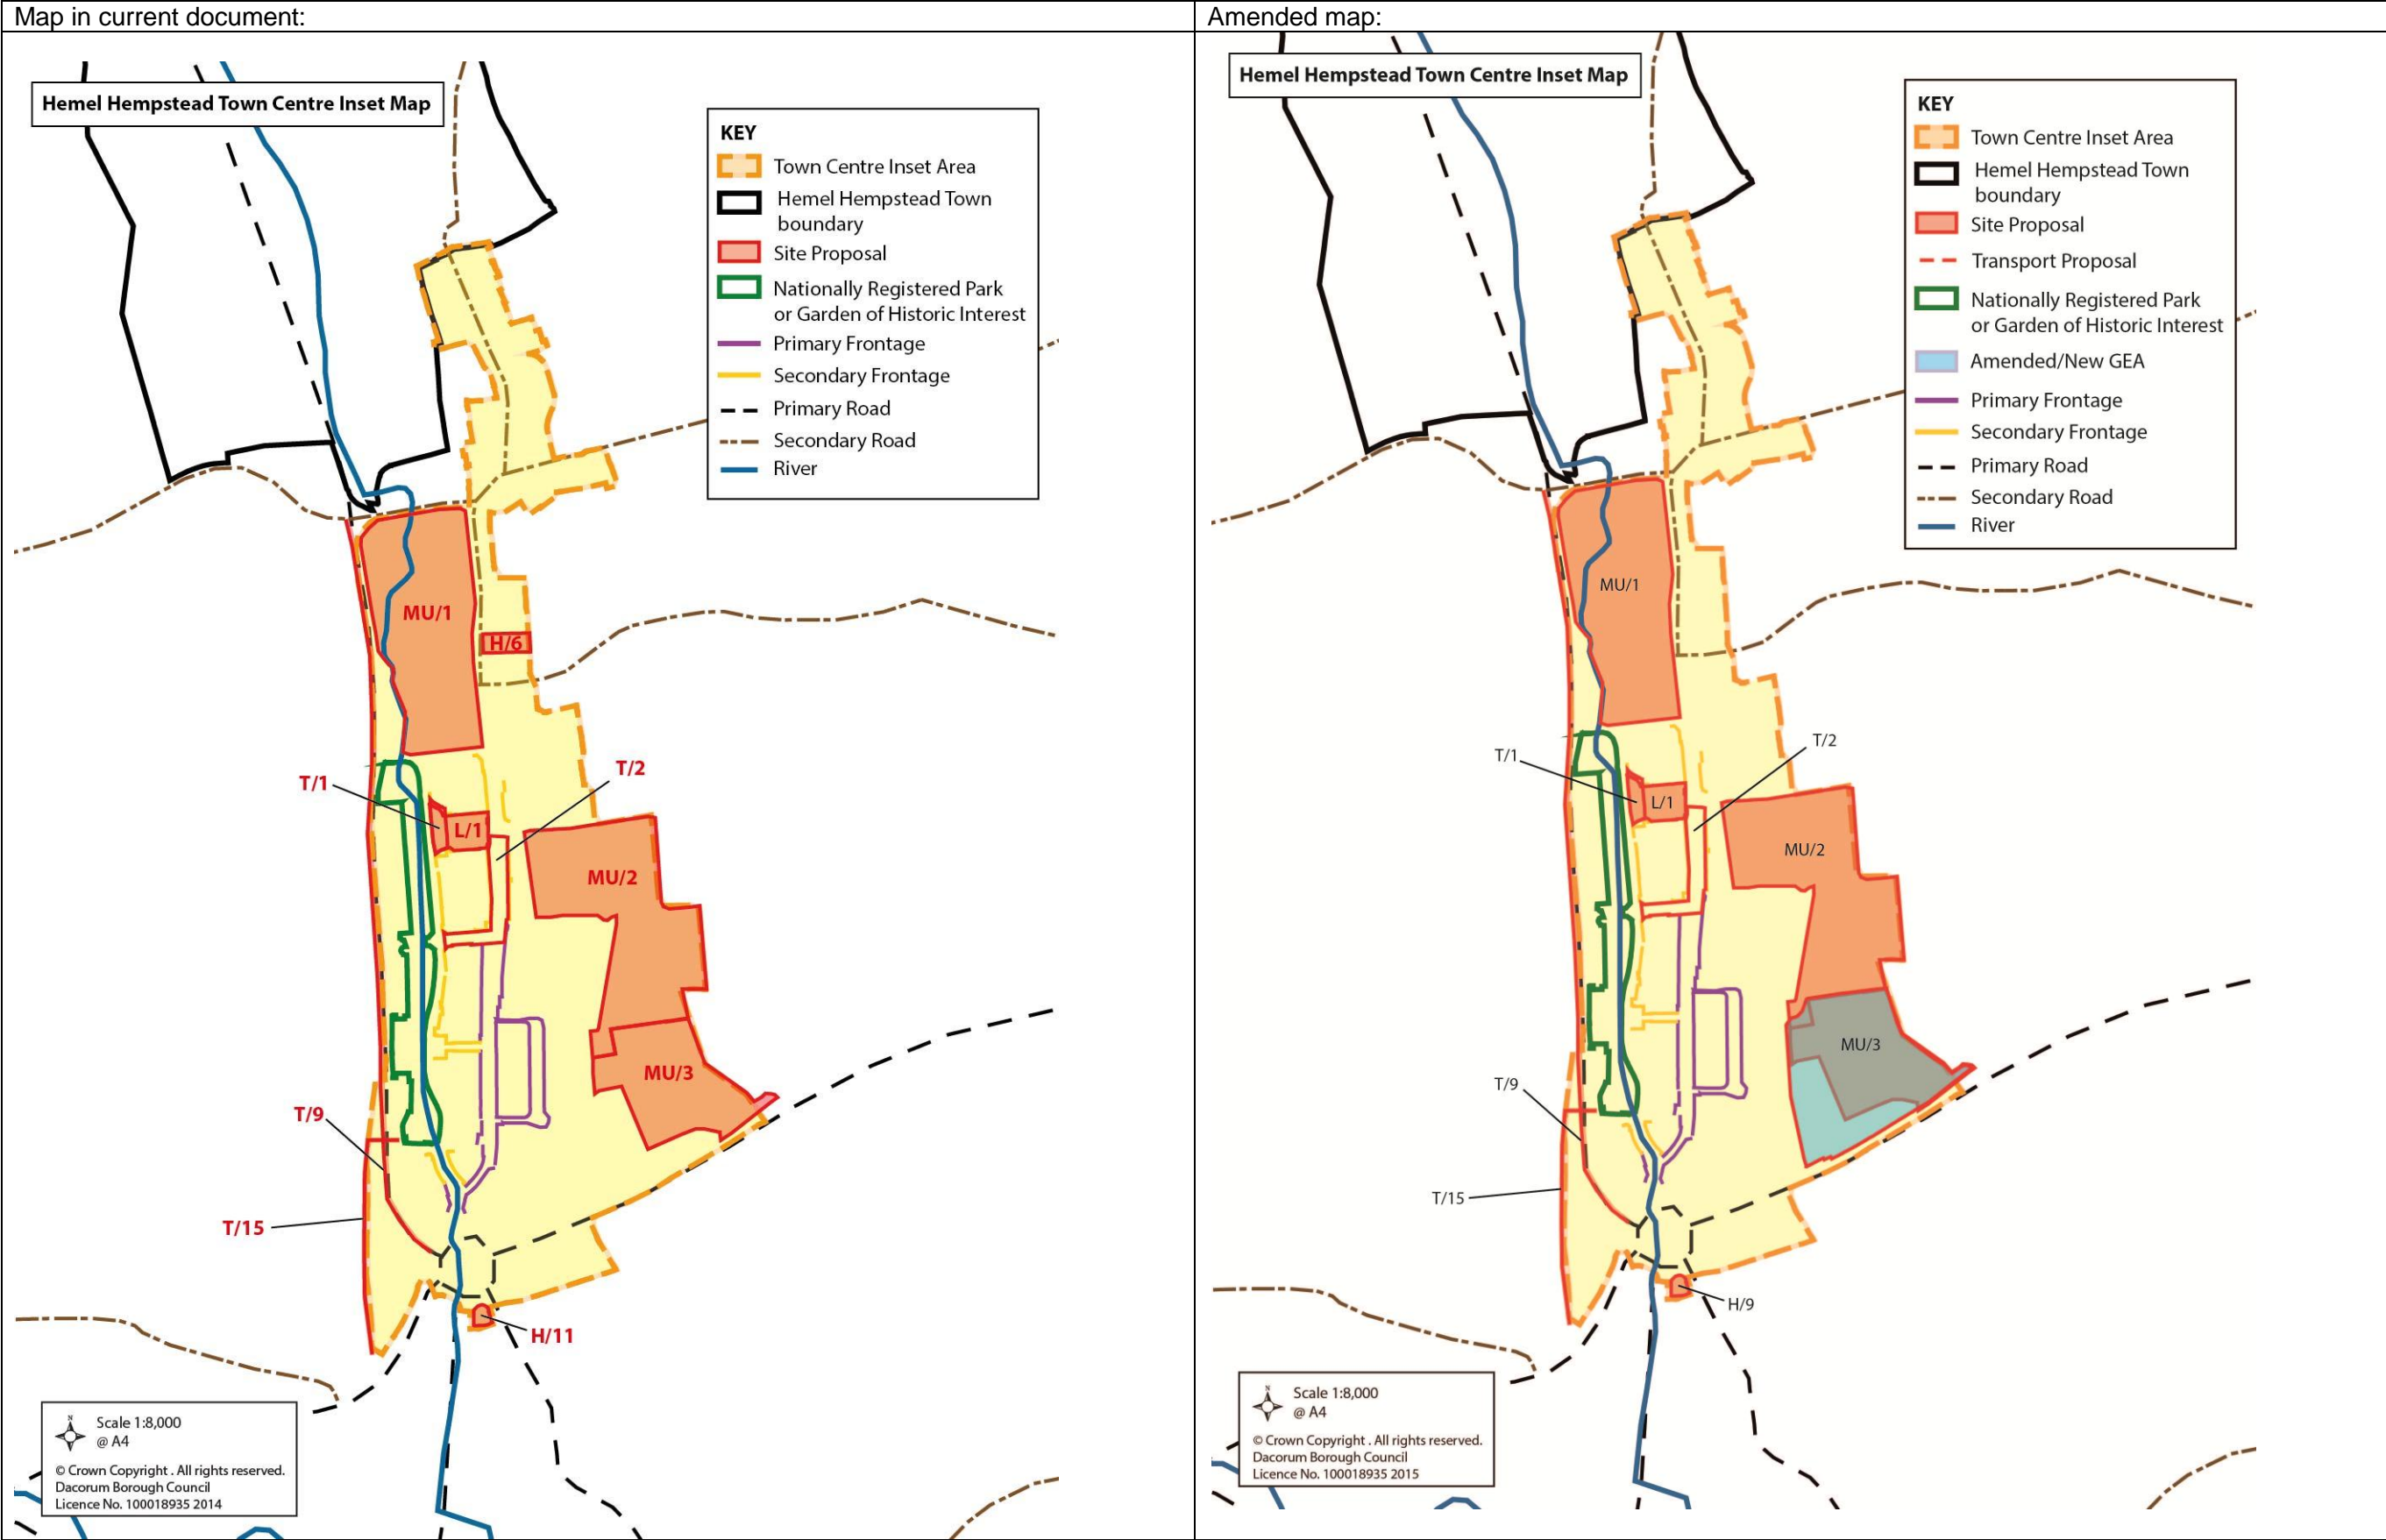 Map in current document:
Hemel Hempstead Town Centre Inset Map
KEY
Town Centre Inset Area
Hemel Hempstead Town
boundary
Site Proposal
Nationally Registered Park
or Garden of Historic Interest
Primary Frontage
Secondary Frontage
Primary Road
Secondary Road
River
MU/1
H/6
T/1
T/2
L/1
MU/2
MU/3
T/9
T/15
H/11
N
Scale 1:8,000
@ A4
© Crown Copyright . All rights reserved.
Dacorum Borough Council
Licence No. 100018935 2014
Amended map:
Hemel Hempstead Town Centre Inset Map
KEY
Town Centre Inset Area
Hemel Hempstead Town
boundary
Site Proposal
Transport Proposal
Nationally Registered Park
or Garden of Historic Interest
Amended/New GEA
Primary Frontage
Secondary Frontage
Primary Road
Secondary Road
River
MU/1
T/1
T/2
L/1
MU/2
MU/3
T/9
T/15
H/9
N
Scale 1:8,000
@ A4
© Crown Copyright . All rights reserved.
Dacorum Borough Council
Licence No. 100018935 2015